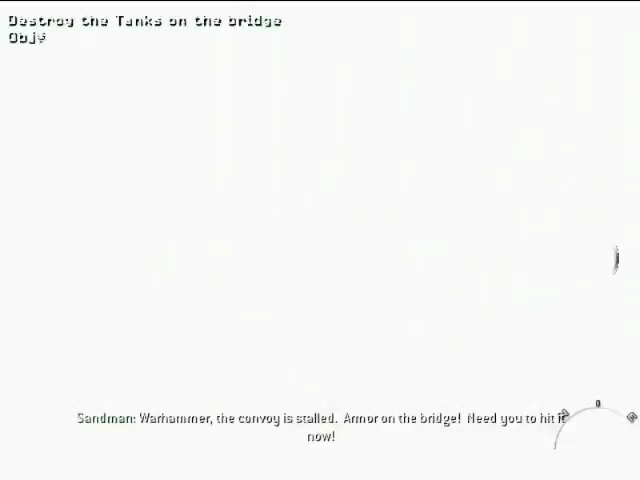 Destroy the Tanks on the bridge
Sandman: Warhammer, the convoy is stalled. Armor on the bridge! Need you to hit it
now!